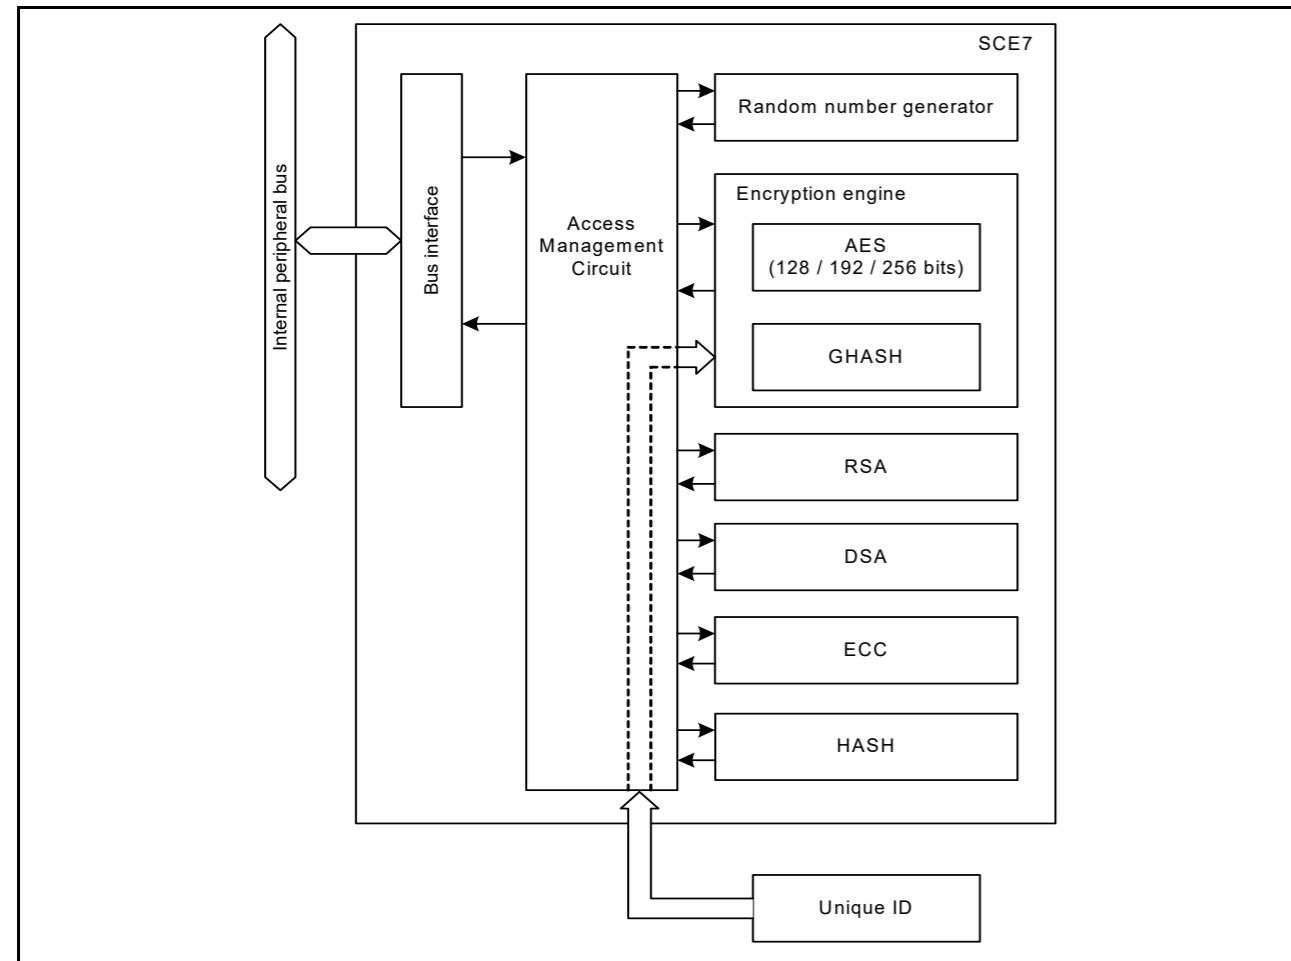 SCE7
Internal peripheral bus
Bus interface
Access
Management
Circuit
Random number generator
Encryption engine
AES
(128 / 192 / 256 bits)
GHASH
RSA
DSA
ECC
HASH
Unique ID